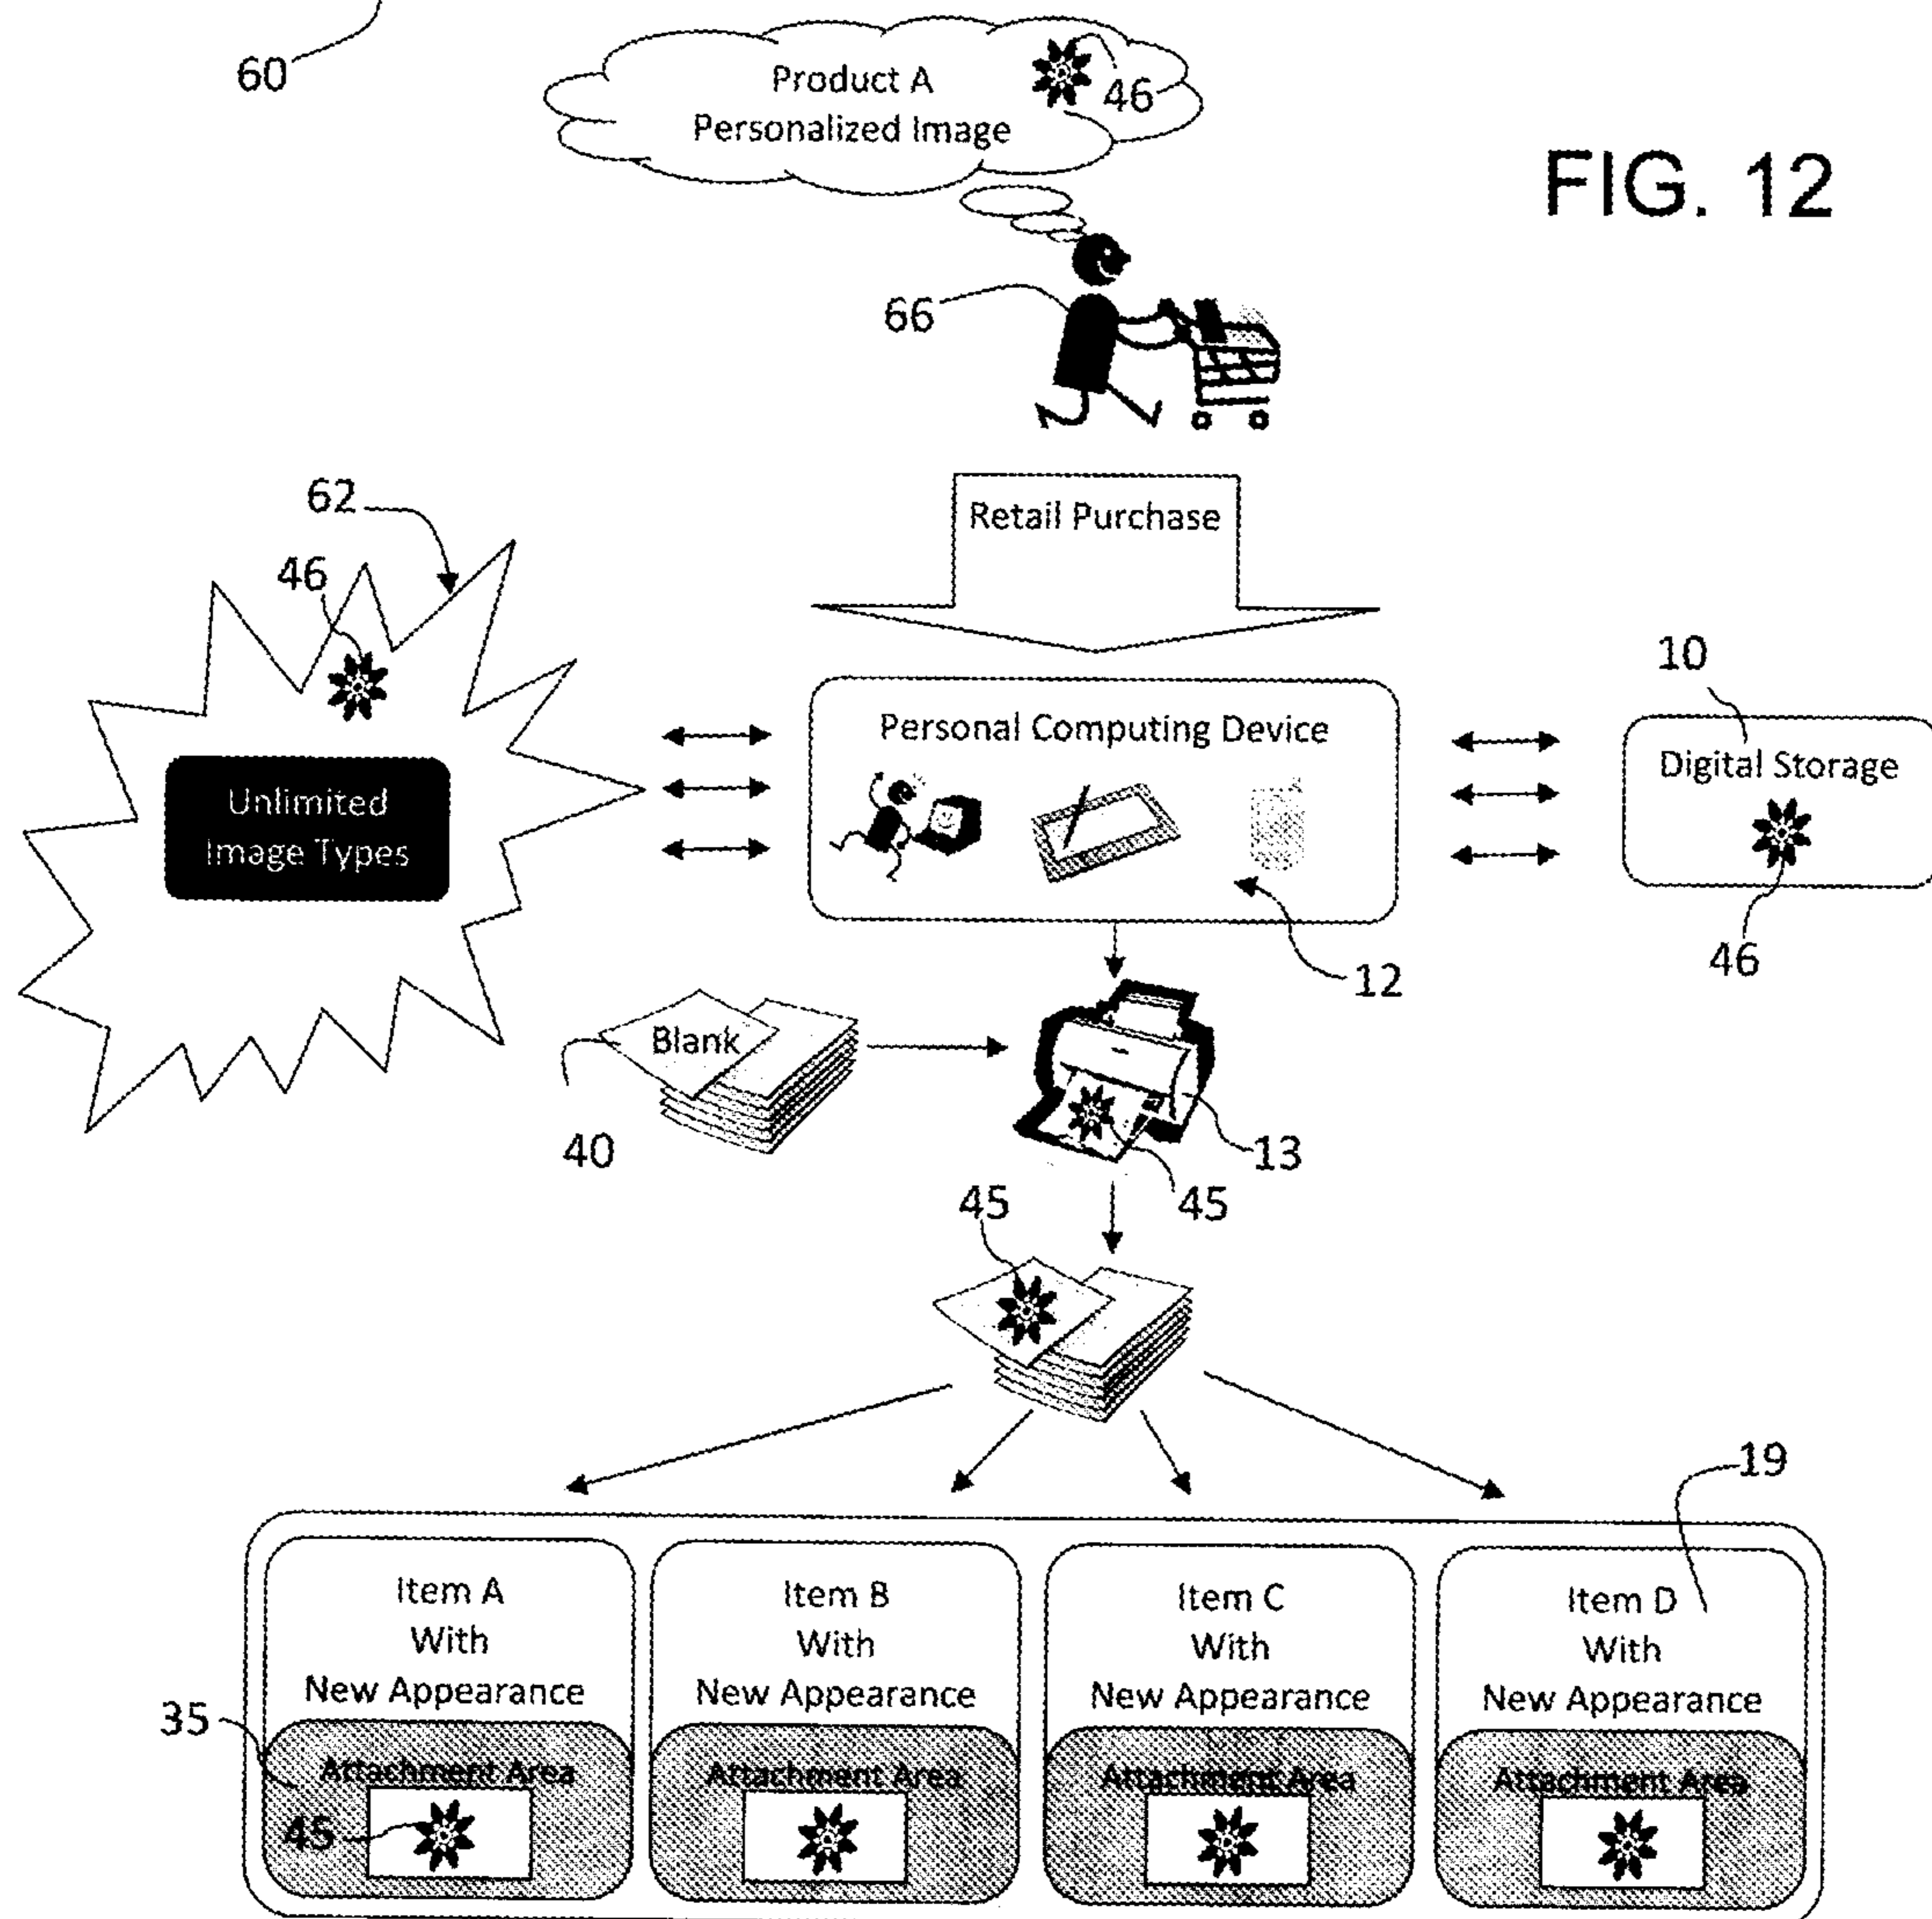 60
Product A
46
Personalized Image
FIG. 12
66
Retail Purchase
62
46
10
Personal Computing Device
Digital Storage
Unlimited
Image Types
46
12
Blank
40
13
45
45
19
Item A
With
New Appearance
Item B
With
New Appearance
Item C
With
New Appearance
Item D
With
New Appearance
35
Attachment Area
Attachment Area
Attachment Area
Attachment Area
45